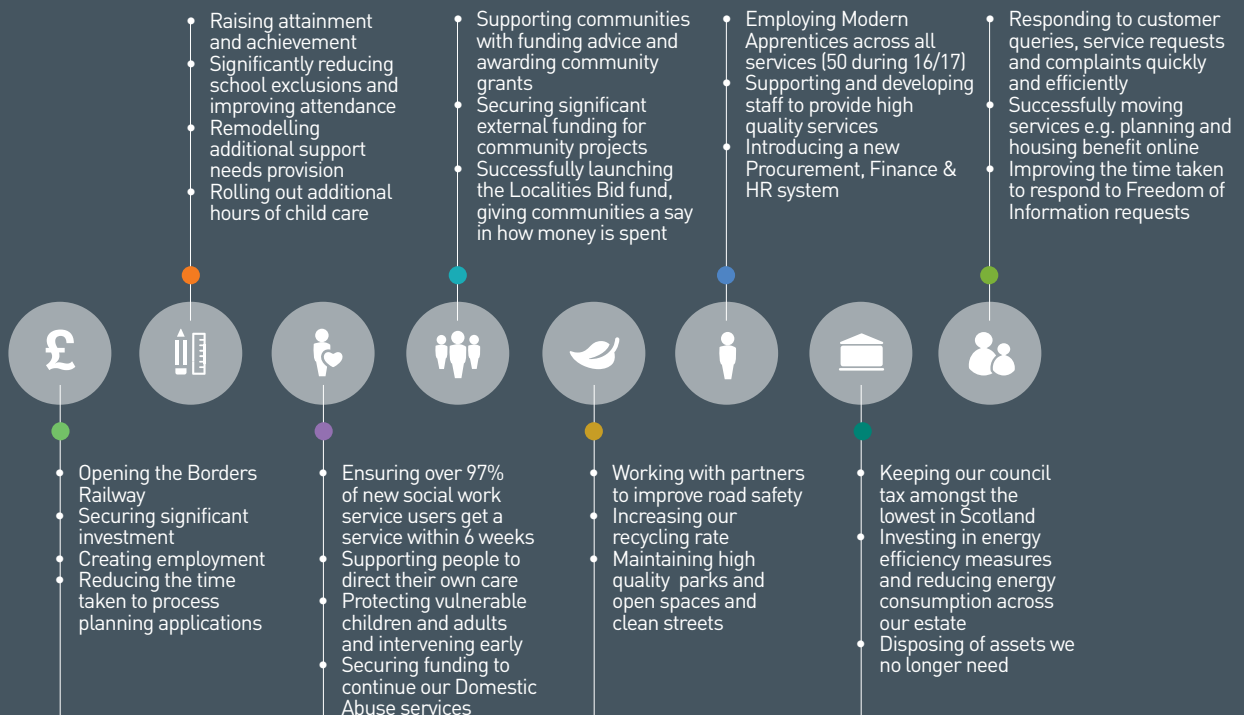 Raising attainment
and achievement
Significantly reducing
school exclusions and
improving attendance
Remodelling
additional support
needs provision
Rolling out additional
hours of child care
Supporting communities
with funding advice and
awarding community
grants
Securing significant
external funding for
community projects
Successfully launching
the Localities Bid fund,
giving communities a say
in how money is spent
Employing Modern
Apprentices across all
services (50 during 16/17)
Supporting and developing
staff to provide high
quality services
Introducing a new
Procurement, Finance &
HR system
Responding to customer
queries, service requests
and complaints quickly
and efficiently
Successfully moving
services e.g. planning and
housing benefit online
Improving the time taken
to respond to Freedom of
Information requests
£
Opening the Borders
Railway
Securing significant
investment
Creating employment
Reducing the time
taken to process
planning applications
Ensuring over 97%
of new social work
service users get a
service within 6 weeks
Supporting people to
direct their own care
Protecting vulnerable
children and adults
and intervening early
Securing funding to
continue our Domestic
Abuse services
Working with partners
to improve road safety
Increasing our
recycling rate
Maintaining high
quality parks and
open spaces and
clean streets
Keeping our council
tax amongst the
lowest in Scotland
Investing in energy
efficiency measures
and reducing energy
consumption across
our estate
Disposing of assets we
no longer need